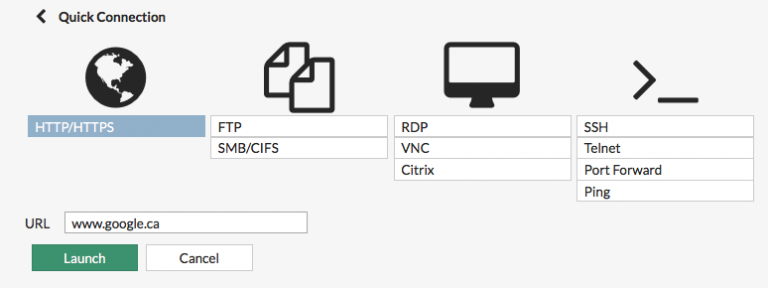 Quick Connection
HTTP/HTTPS
FTP
SMB/CIFS
RDP
VNC
Citrix
SSH
Telnet
Port Forward
Ping
URL www.google.ca
Launch Cancel